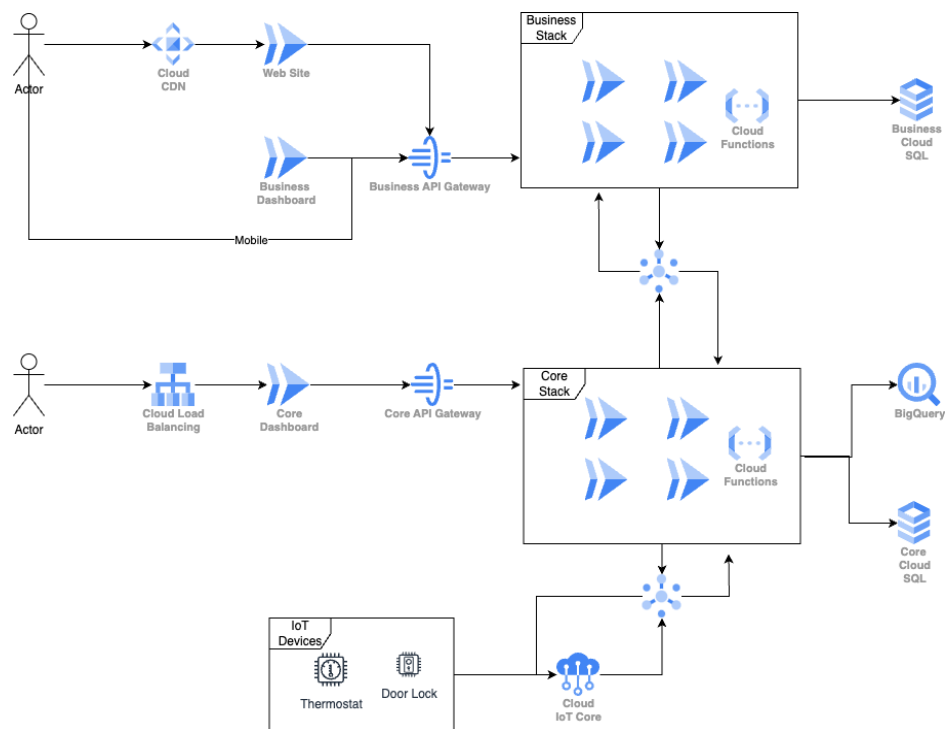 Business
Stack
Actor
Cloud
CDN
Web Site
Cloud
Functions
Business
Cloud
SQL
Business
Dashboard
Business API Gateway
Mobile
Actor
Cloud Load
Balancing
Core
Dashboard
Core API Gateway
Core
Stack
Cloud
Functions
BigQuery
Core
Cloud
SQL
IoT
Devices
Thermostat
Door Lock
Cloud
IoT Core